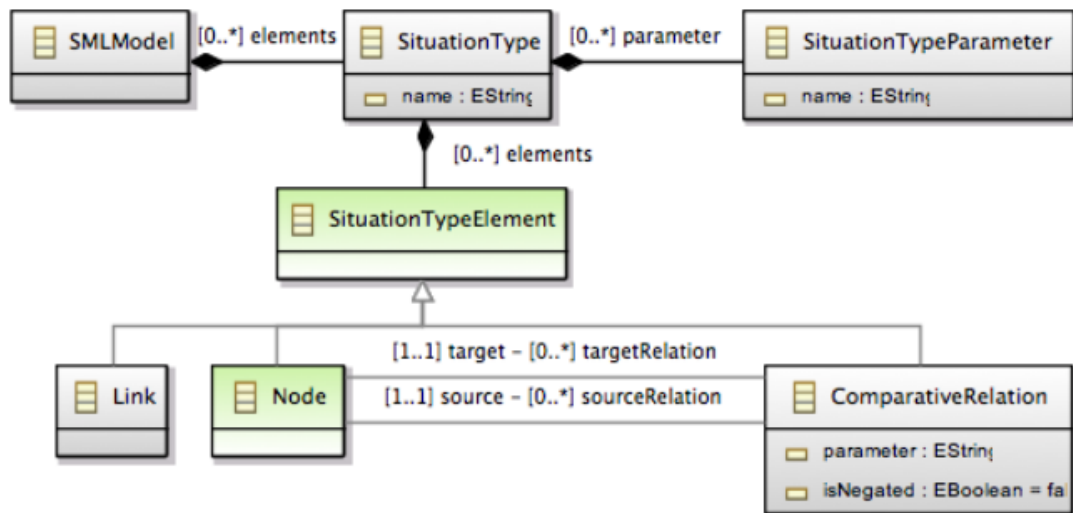 SMLModel
[0..*] elements
SituationType
name : EString
[0..*] parameter
SituationTypeParameter
name : EString
[0..*] elements
SituationTypeElement
[1..1] target – [0..*] targetRelation
[1..1] source – [0..*] sourceRelation
Link
Node
ComparativeRelation
parameter : EString
isNegated : EBoolean = fal